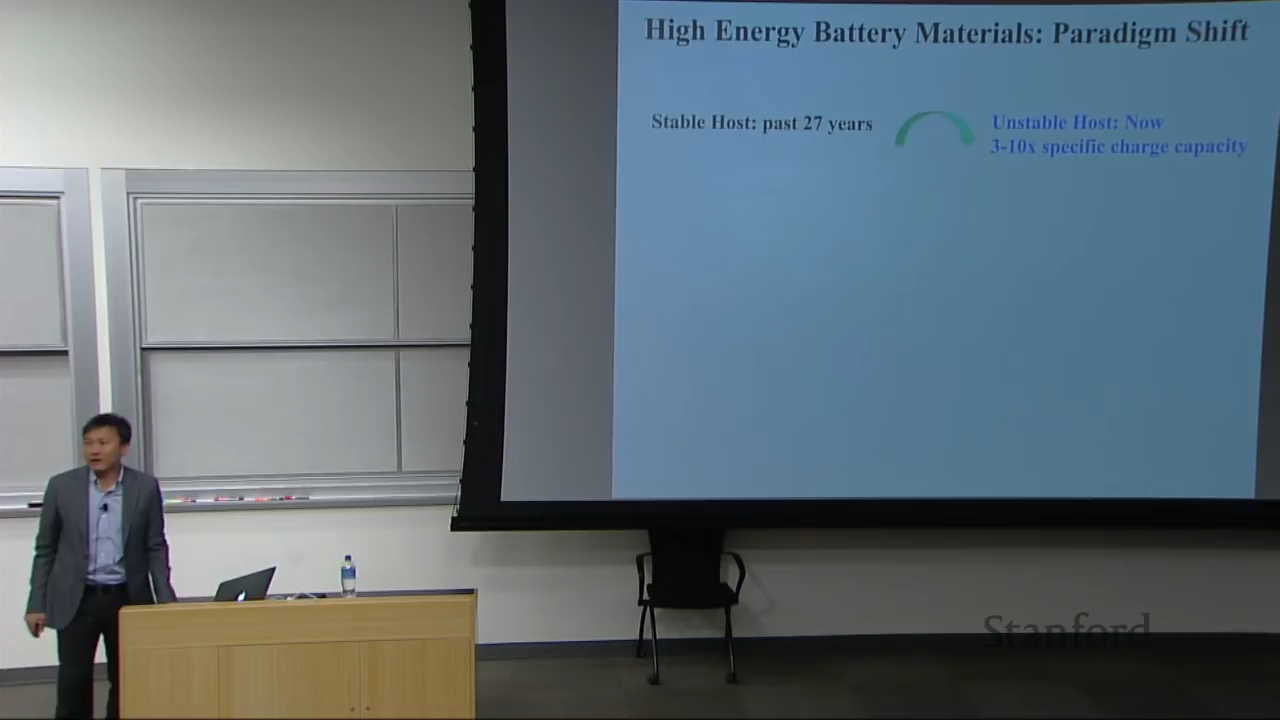 High Energy Battery Materials: Paradigm Shift
Stable Host: past 27 years
Unstable Host: Now
3-10x specific charge capacity
Stanford